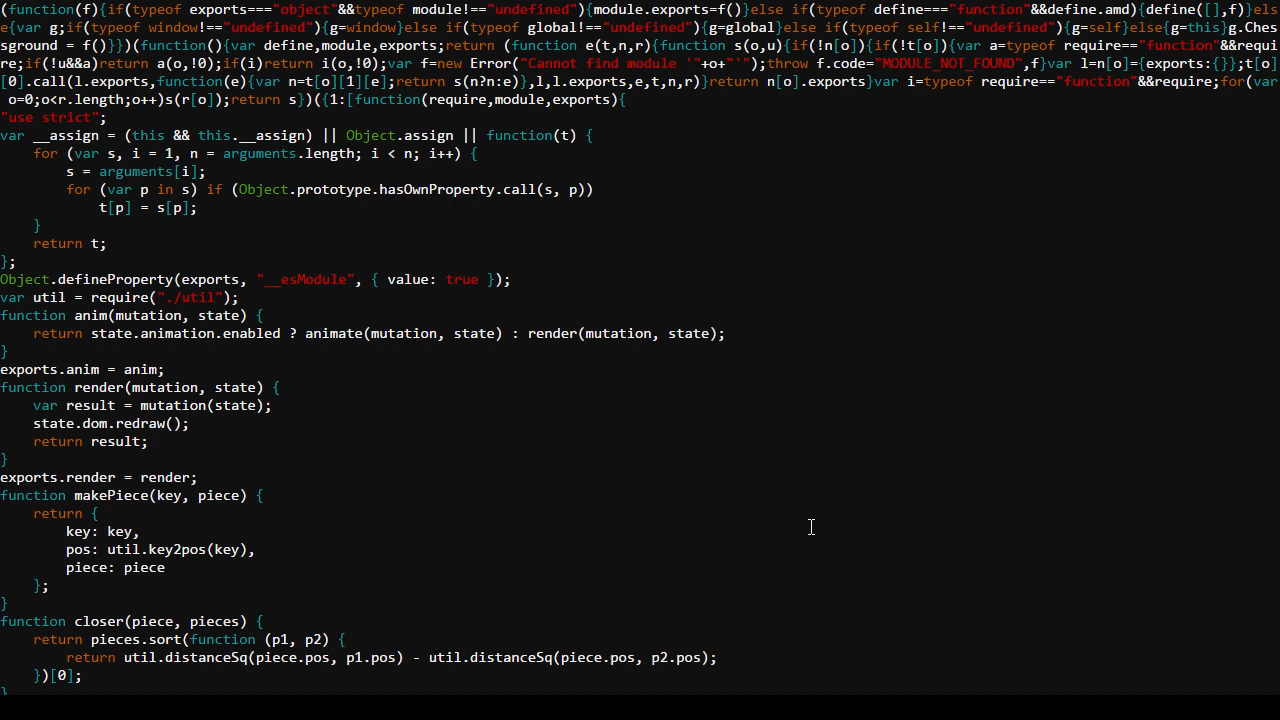 (function(f){if(typeof exports==="object"&&typeof module!=="undefined"){module.exports=f()}else if(typeof define==="function"&&define.amd){define([],f)}els
e{var g;if(typeof window!=="undefined"){g=window}else if(typeof global!=="undefined"){g=global}else if(typeof self!=="undefined"){g=self}else{g=this}g.Ches
sground = f()}})(function(){var define,module,exports;return (function e(t,n,r){function s(o,u){if(!n[o]){if(!t[o]){var a=typeof require=="function"&&requi
re;if(!u&&a)return a(o,!0);if(i)return i(o,!0);var f=new Error("Cannot find module '"+o+"'");throw f.code="MODULE_NOT_FOUND",f}var l=n[o]={exports:{}};t[o]
[0].call(l.exports,function(e){var n=t[o][1][e];return s(n?n:e)},l,l.exports,e,t,n,r)}return n[o].exports}var i=typeof require=="function"&&require;for(var
 o=0;o<r.length;o++)s(r[o]);return s})({1:[function(require,module,exports){
"use strict";
var __assign = (this && this.__assign) || Object.assign || function(t) {
    for (var s, i = 1, n = arguments.length; i < n; i++) {
        s = arguments[i];
        for (var p in s) if (Object.prototype.hasOwnProperty.call(s, p))
            t[p] = s[p];
    }
    return t;
};
Object.defineProperty(exports, "__esModule", { value: true });
var util = require("./util");
function anim(mutation, state) {
    return state.animation.enabled ? animate(mutation, state) : render(mutation, state);
}
exports.anim = anim;
function render(mutation, state) {
    var result = mutation(state);
    state.dom.redraw();
    return result;
}
exports.render = render;
function makePiece(key, piece) {
    return {
        key: key,
        pos: util.key2pos(key),
        piece: piece
    };
}
function closer(piece, pieces) {
    return pieces.sort(function (p1, p2) {
        return util.distanceSq(piece.pos, p1.pos) - util.distanceSq(piece.pos, p2.pos);
    })[0];
}